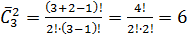 C̄₃² = (3+2−1)! / 2!·(3−1)! = 4! / 2!·2! = 6